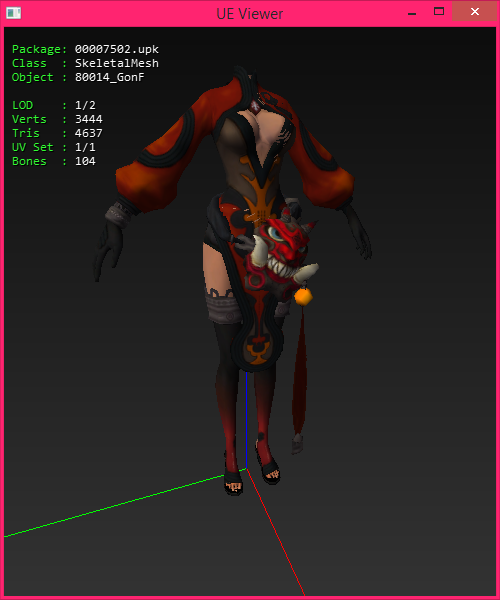 UE Viewer
Package: 00007502.upk
Class  : SkeletalMesh
Object : 80014_GonF
LOD    : 1/2
Verts  : 3444
Tris   : 4637
UV Set : 1/1
Bones  : 104